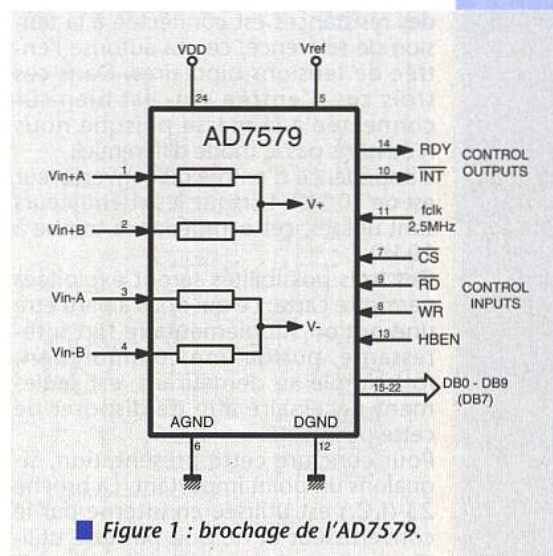 VDD
Vref
24
5
AD7579
Vin+A
1
V+
Vin+B
2
Vin-A
3
V-
Vin-B
4
14
RDY
10
INT
CONTROL
OUTPUTS
11
fclk
2,5MHz
7
CS
9
RD
8
WR
13
HBEN
CONTROL
INPUTS
15-22
DB0 - DB9
(DB7)
AGND
DGND
6
12
Figure 1 : brochage de l'AD7579.